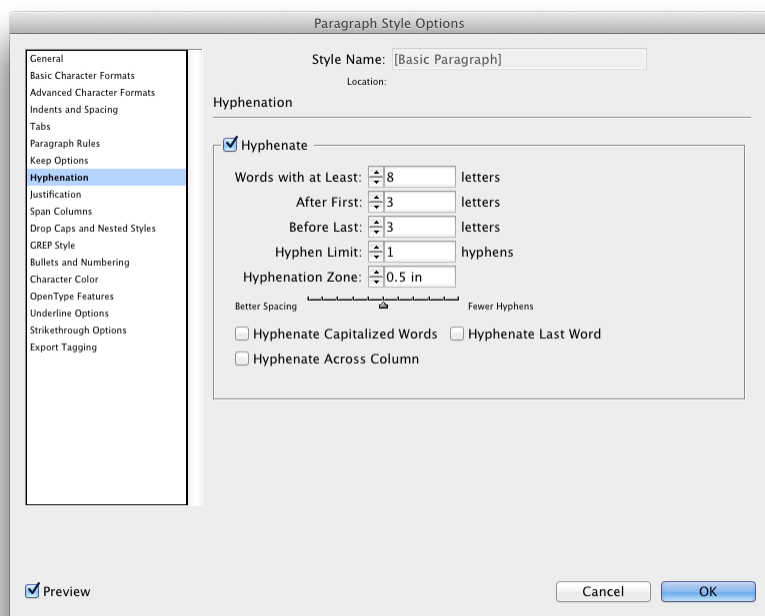 Paragraph Style Options
General
Basic Character Formats
Advanced Character Formats
Indents and Spacing
Tabs
Paragraph Rules
Keep Options
Hyphenation
Justification
Span Columns
Drop Caps and Nested Styles
GREP Style
Bullets and Numbering
Character Color
OpenType Features
Underline Options
Strikethrough Options
Export Tagging
Style Name: [Basic Paragraph]
Location:
Hyphenation
Hyphenate
Words with at Least: 8 letters
After First: 3 letters
Before Last: 3 letters
Hyphen Limit: 1 hyphens
Hyphenation Zone: 0.5 in
Better Spacing Fewer Hyphens
Hyphenate Capitalized Words Hyphenate Last Word
Hyphenate Across Column
Preview Cancel OK